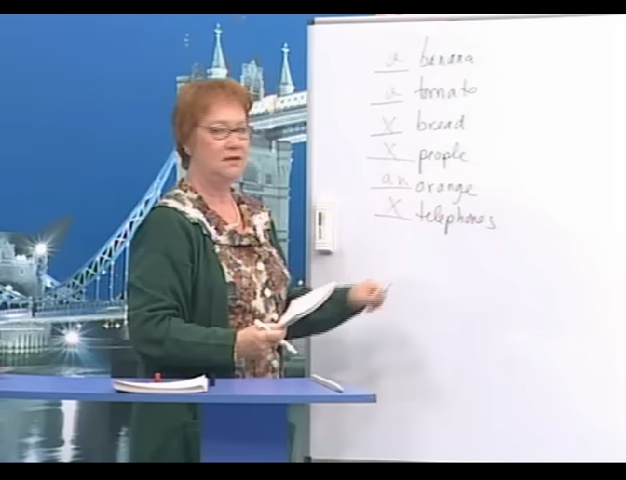 a banana
a tomato
X bread
X people
an orange
X telephones